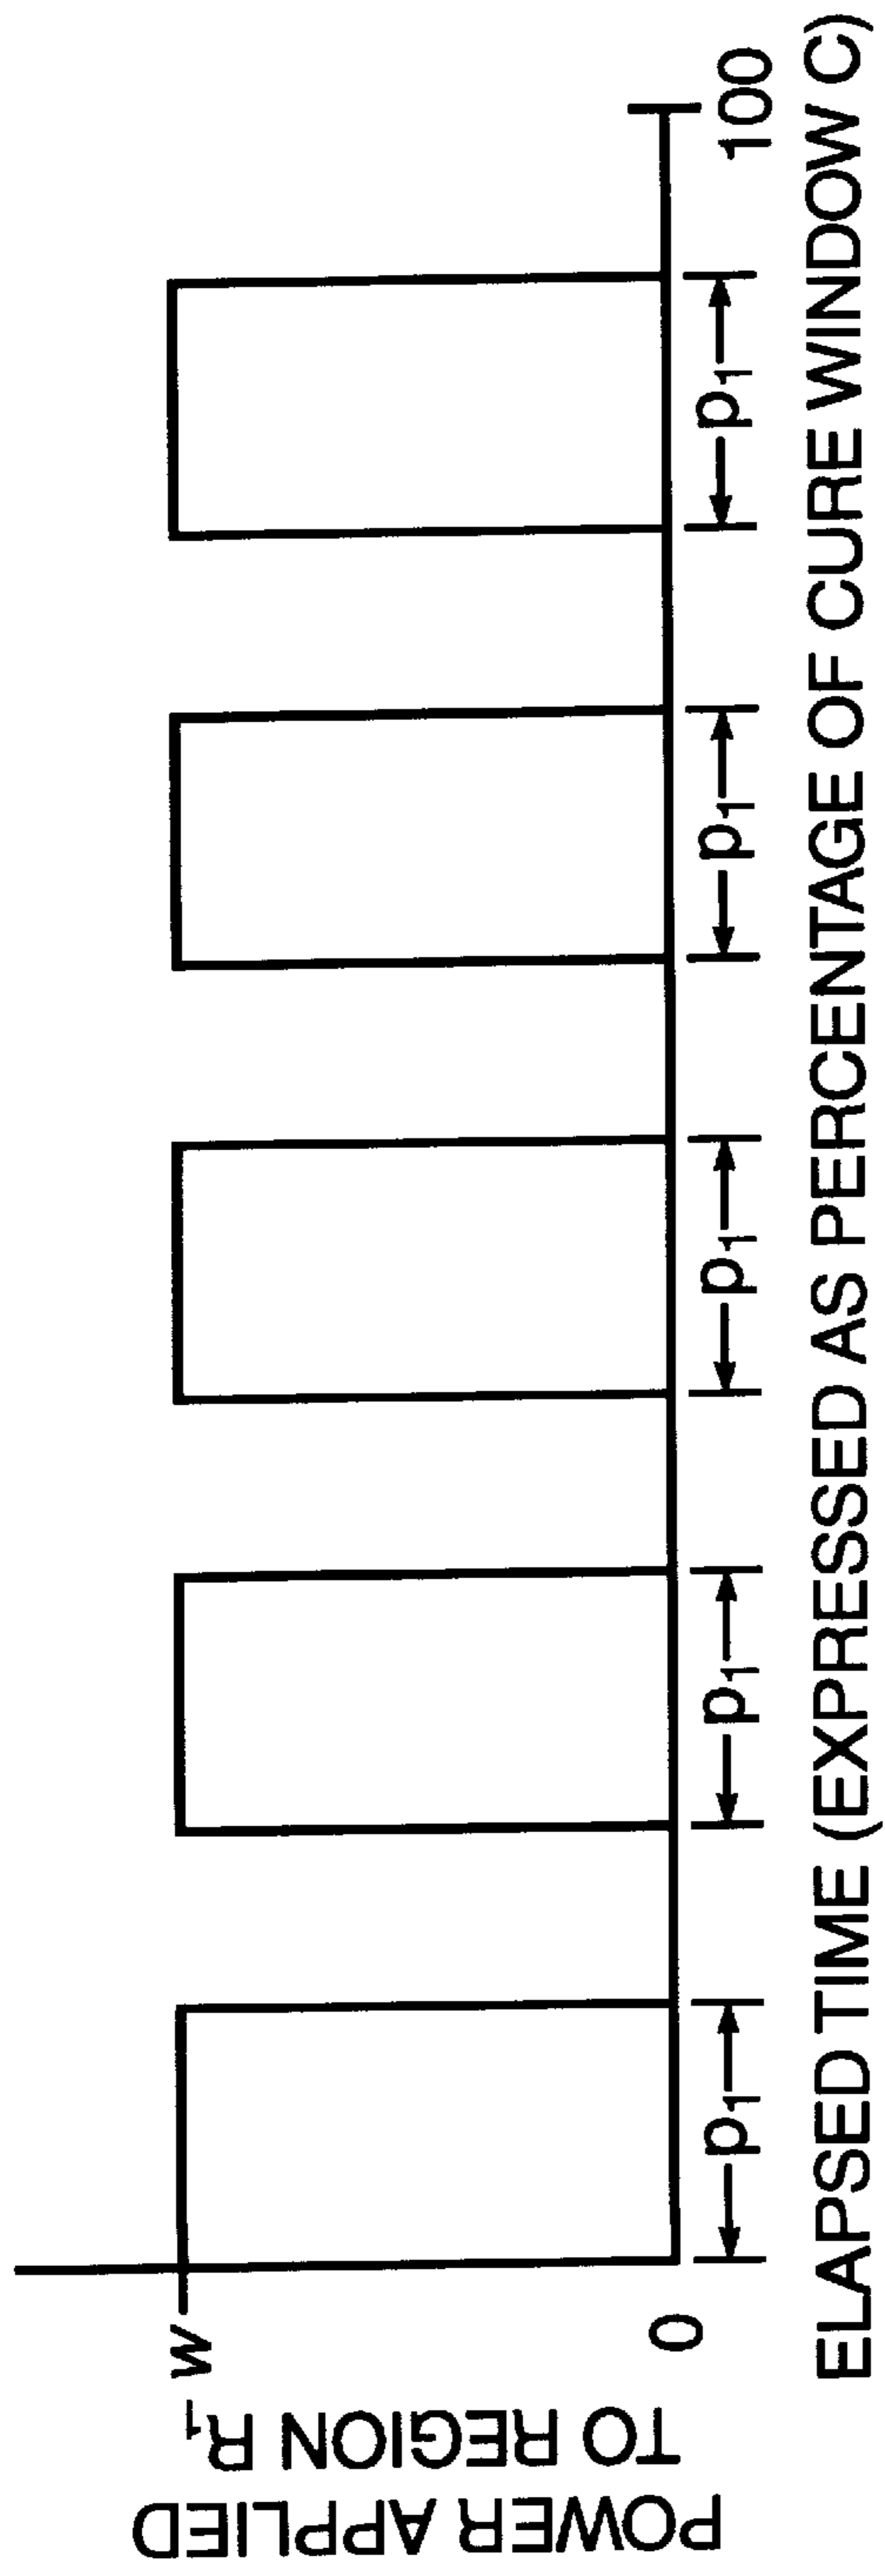 POWER APPLIED
TO REGION R₁
w
0
p₁ p₁ p₁ p₁ p₁
100
ELAPSED TIME (EXPRESSED AS PERCENTAGE OF CURE WINDOW C)